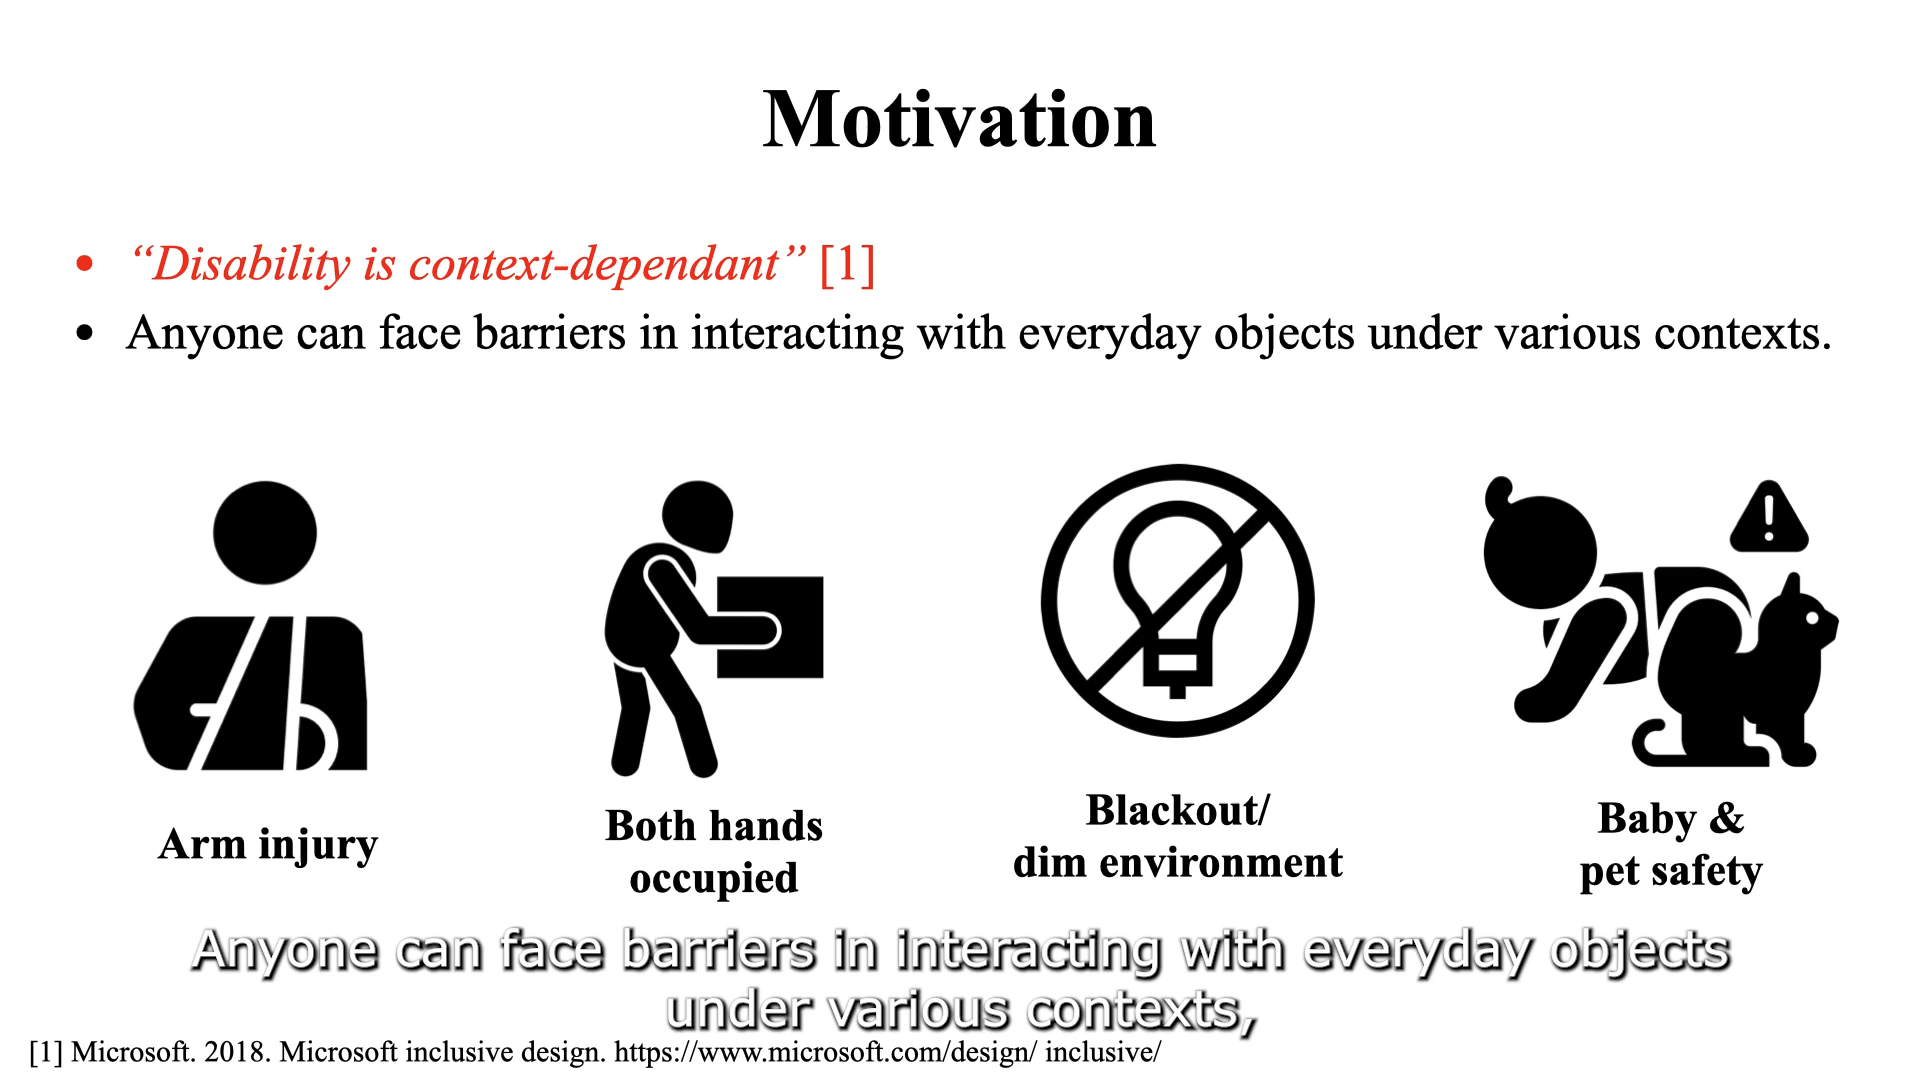 Motivation
• “Disability is context-dependant” [1]
• Anyone can face barriers in interacting with everyday objects under various contexts.
Arm injury
Both hands
occupied
Blackout/
dim environment
Baby &
pet safety
Anyone can face barriers in interacting with everyday objects
under various contexts,
[1] Microsoft. 2018. Microsoft inclusive design. https://www.microsoft.com/design/ inclusive/